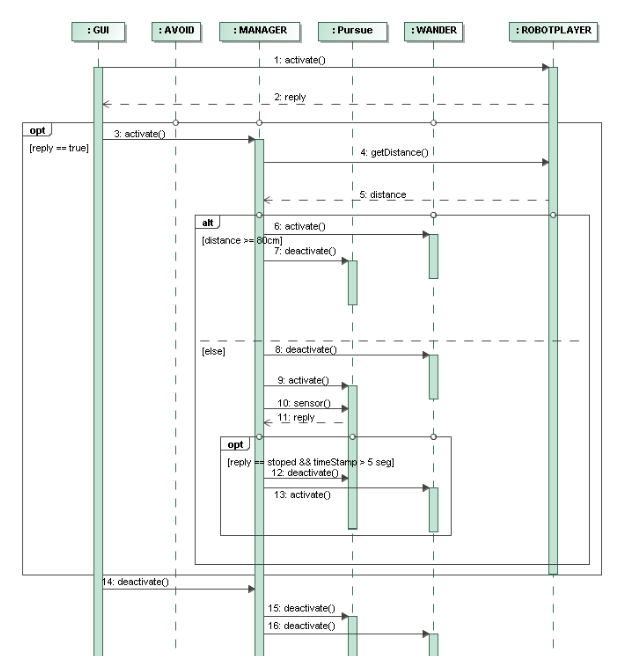 : GUI
: AVOID
: MANAGER
: Pursue
: WANDER
: ROBOTPLAYER
1: activate()
2: reply
opt
3: activate()
[reply == true]
4: getDistance()
5: distance
alt
6: activate()
[distance >= 80cm]
7: deactivate()
8: deactivate()
[else]
9: activate()
10: sensor()
11: reply
opt
[reply == stoped && timeStamp > 5 seg]
12: deactivate()
13: activate()
14: deactivate()
15: deactivate()
16: deactivate()